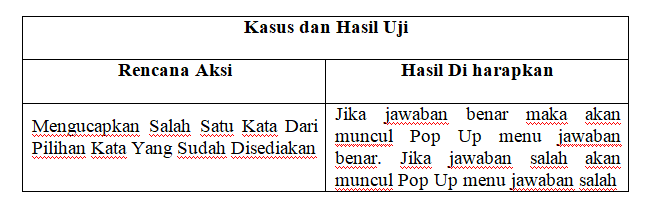 Kasus dan Hasil Uji
Rencana Aksi
Hasil Di harapkan
Mengucapkan Salah Satu Kata Dari
Pilihan Kata Yang Sudah Disediakan
Jika jawaban benar maka akan
muncul Pop Up menu jawaban
benar. Jika jawaban salah akan
muncul Pop Up menu jawaban salah